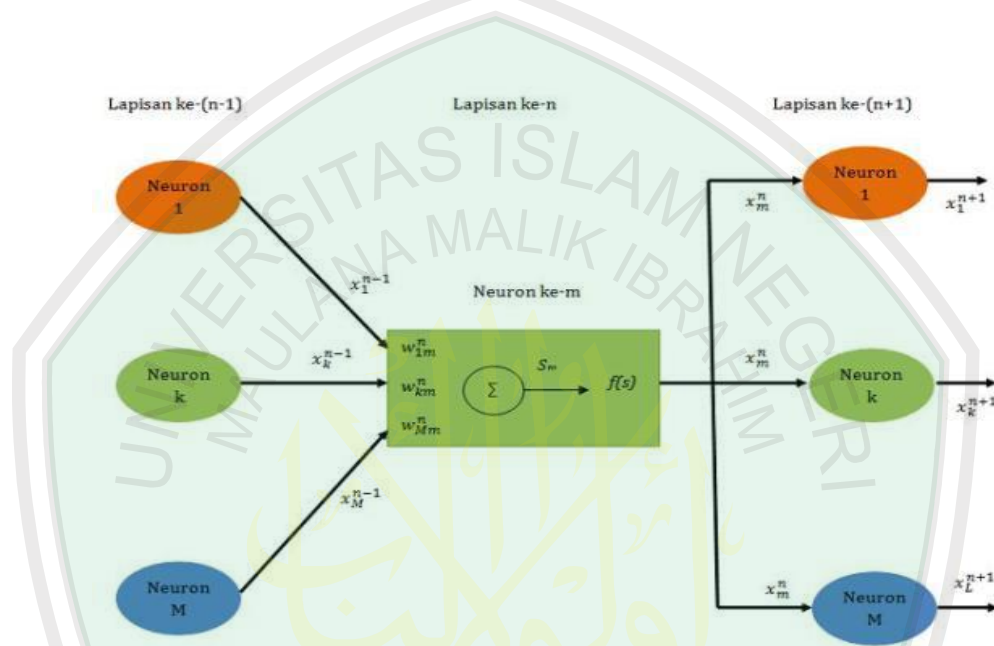 Lapisan ke-(n-1)
Lapisan ke-n
Lapisan ke-(n+1)
UNIVERSITAS ISLAM NEGERI
MAULANA MALIK IBRAHIM
Neuron
1
x_1^{n-1}
Neuron
k
x_k^{n-1}
Neuron
M
x_M^{n-1}
Neuron ke-m
w_{1m}^n
w_{km}^n
w_{Mm}^n
Σ
S_m
f(s)
x_m^n
Neuron
1
x_1^{n+1}
x_m^n
Neuron
k
x_k^{n+1}
x_m^n
Neuron
M
x_L^{n+1}